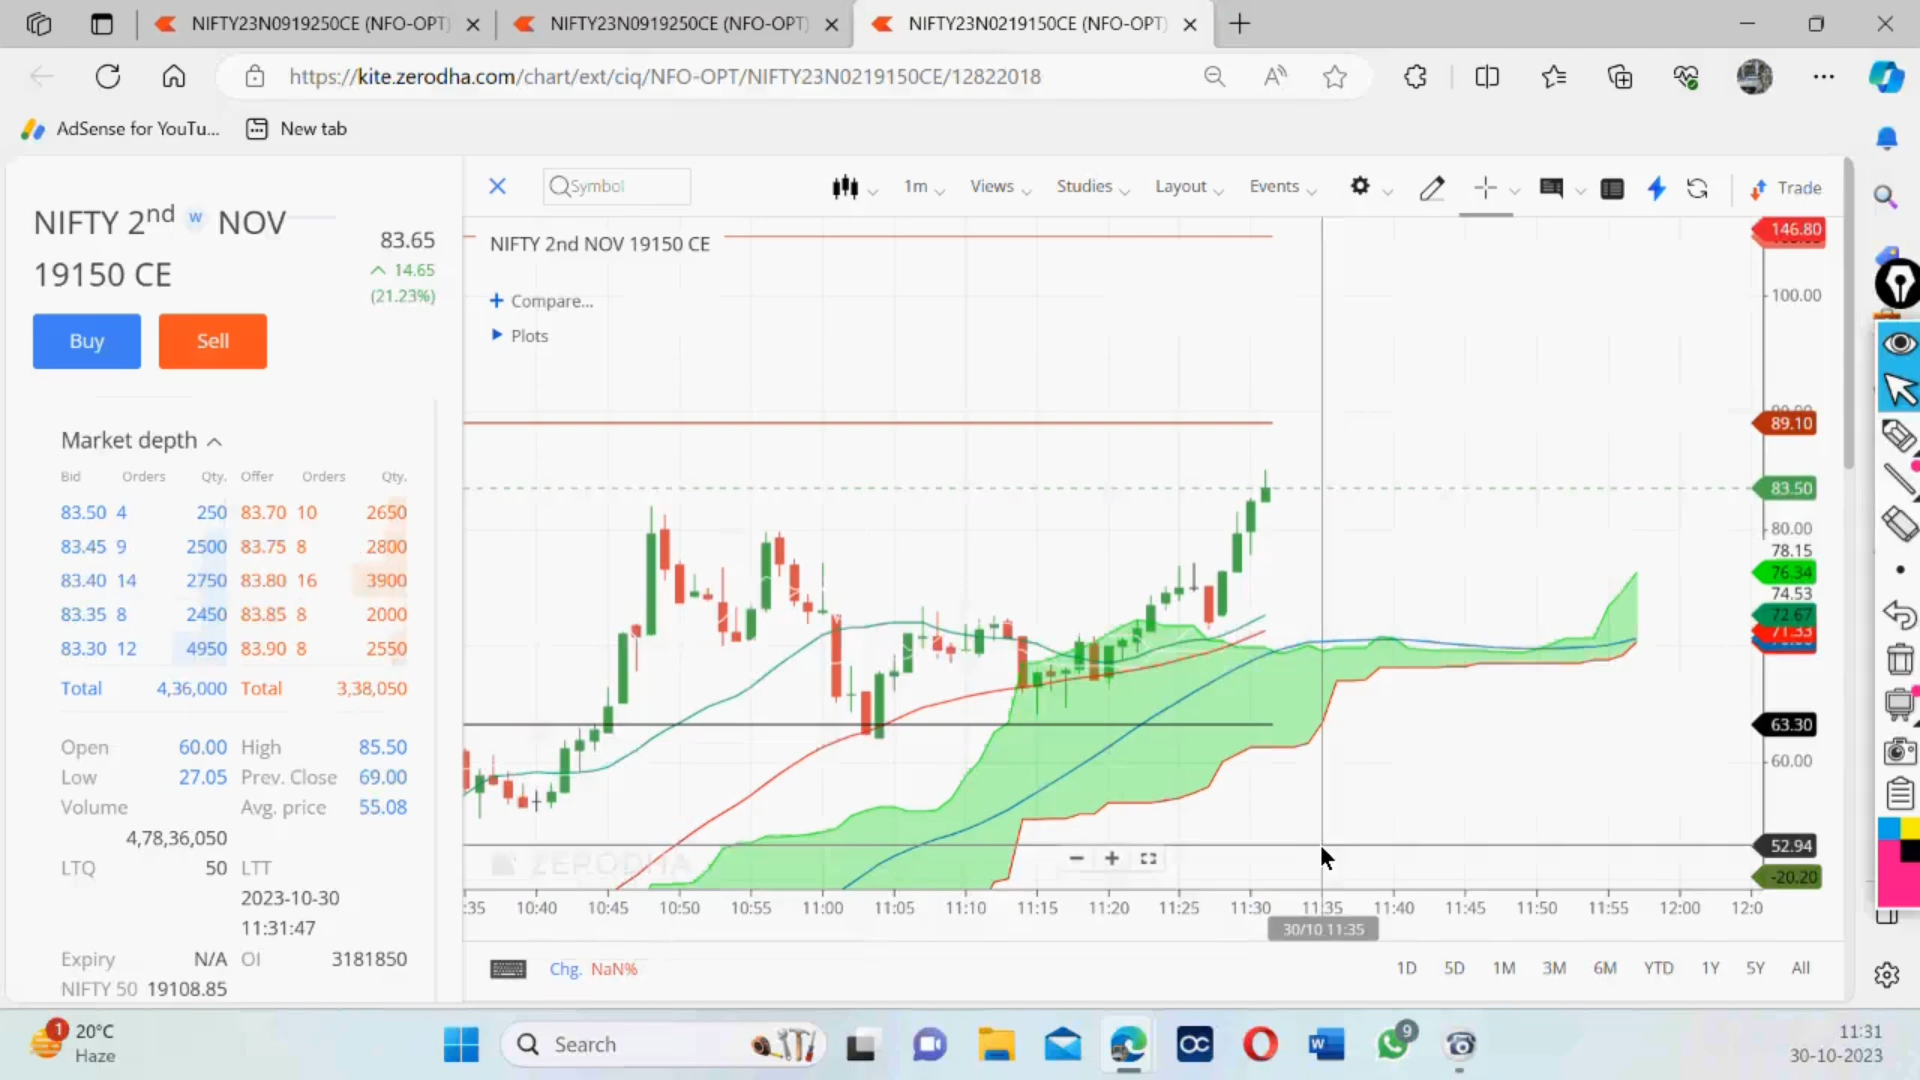 NIFTY23N0919250CE (NFO-OPT)
NIFTY23N0919250CE (NFO-OPT)
NIFTY23N0219150CE (NFO-OPT)
https://kite.zerodha.com/chart/ext/ciq/NFO-OPT/NIFTY23N0219150CE/12822018
AdSense for YouTu...
New tab
NIFTY 2nd W NOV
19150 CE
83.65
14.65
(21.23%)
Buy
Sell
Market depth
Bid Orders Qty. Offer Orders Qty.
83.50 4 250 83.70 10 2650
83.45 9 2500 83.75 8 2800
83.40 14 2750 83.80 16 3900
83.35 8 2450 83.85 8 2000
83.30 12 4950 83.90 8 2550
Total 4,36,000 Total 3,38,050
Open 60.00 High 85.50
Low 27.05 Prev. Close 69.00
Volume Avg. price 55.08
4,78,36,050
LTQ 50 LTT
2023-10-30
11:31:47
Expiry N/A OI 3181850
NIFTY 50 19108.85
Symbol
1m Views Studies Layout Events Trade
NIFTY 2nd NOV 19150 CE
Compare...
Plots
146.80
100.00
89.10
83.50
80.00
78.15
76.34
74.53
72.67
71.33
63.30
60.00
52.94
-20.20
ZERODHA
:35 10:40 10:45 10:50 10:55 11:00 11:05 11:10 11:15 11:20 11:25 11:30 11:35 11:40 11:45 11:50 11:55 12:00 12:0
30/10 11:35
Chg. NaN%
1D 5D 1M 3M 6M YTD 1Y 5Y All
1
20°C
Haze
Search
9
11:31
30-10-2023